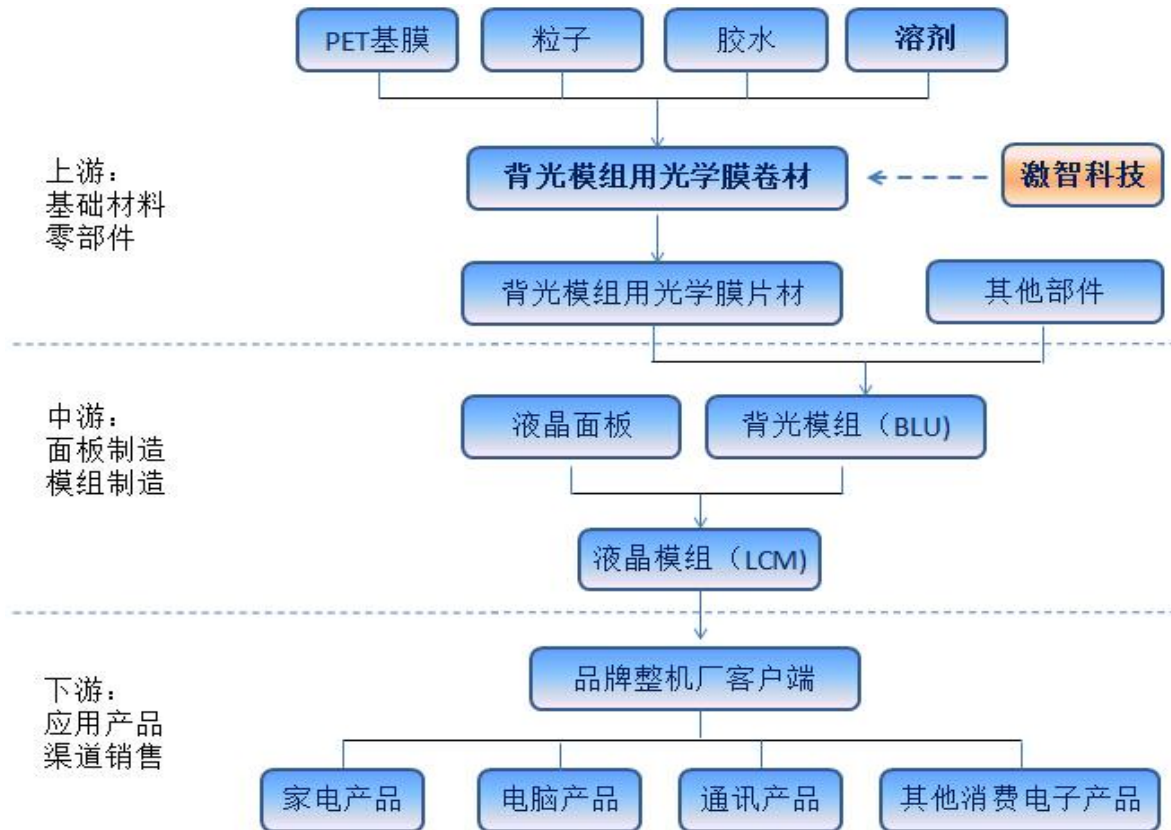 PET基膜
粒子
胶水
溶剂
上游：
基础材料
零部件
背光模组用光学膜卷材
激智科技
背光模组用光学膜片材
其他部件
中游：
面板制造
模组制造
液晶面板
背光模组（BLU)
液晶模组（LCM)
下游：
应用产品
渠道销售
品牌整机厂客户端
家电产品
电脑产品
通讯产品
其他消费电子产品